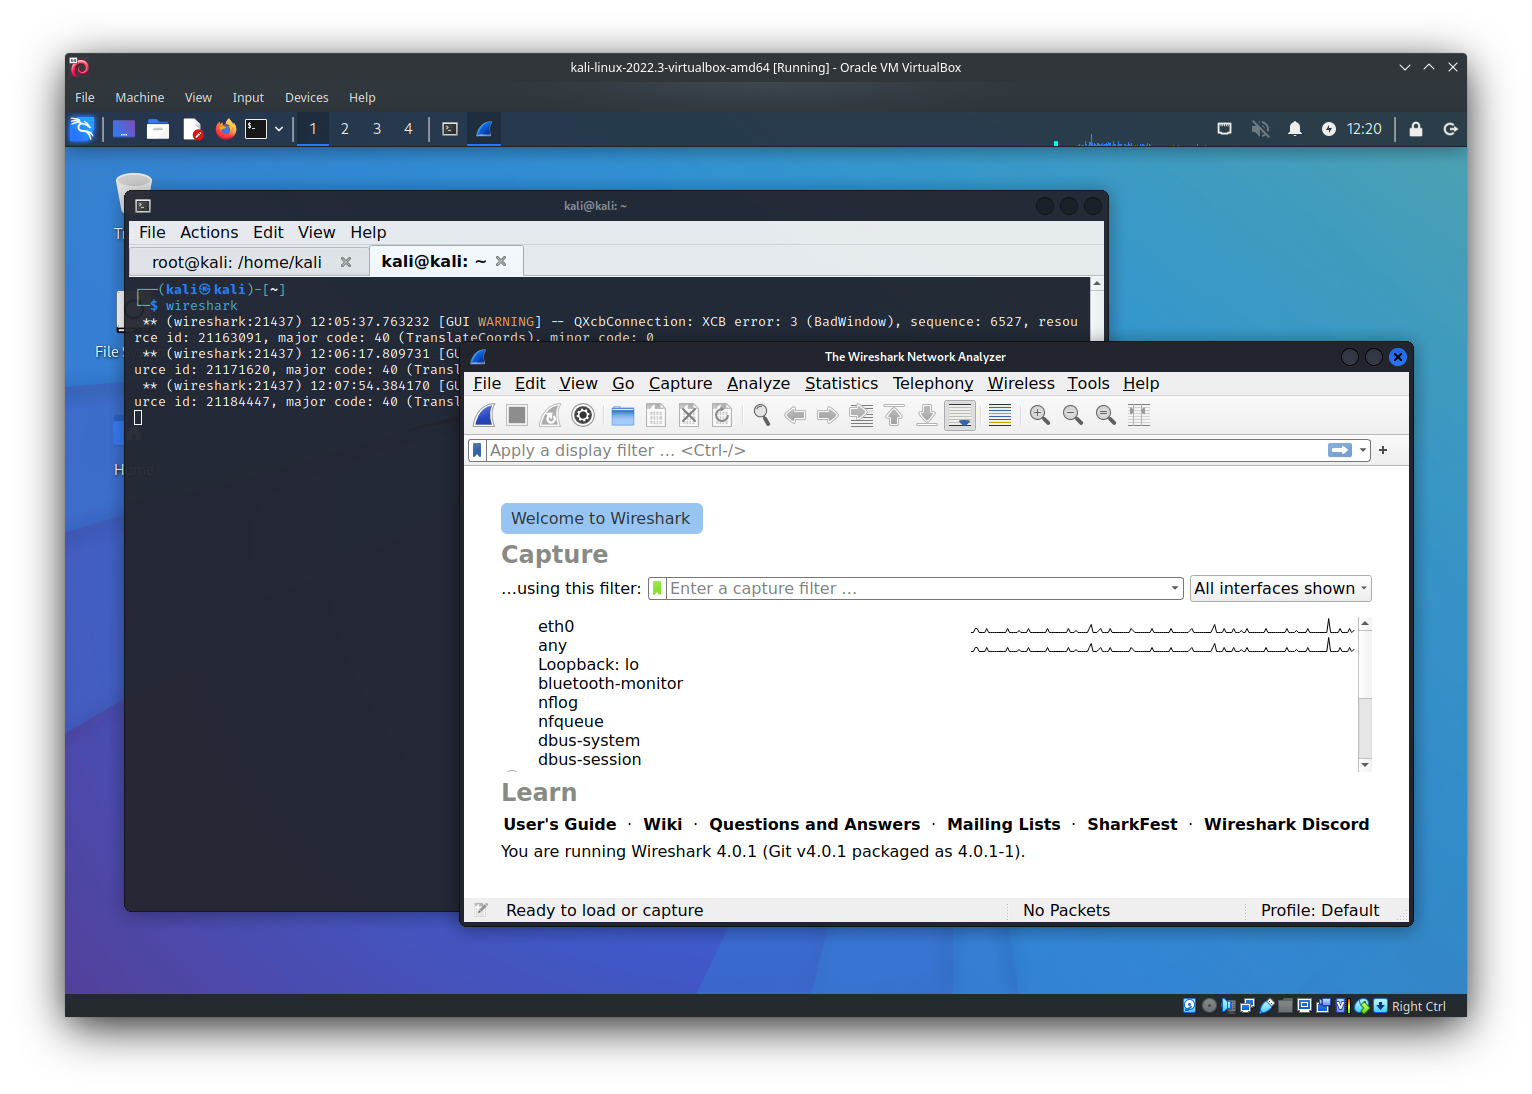 kali-linux-2022.3-virtualbox-amd64 [Running] - Oracle VM VirtualBox
File Machine View Input Devices Help
1 2 3 4 12:20
kali@kali: ~
File Actions Edit View Help
root@kali: /home/kali
kali@kali: ~
(kali㉿kali)-[~]
$ wireshark
** (wireshark:21437) 12:05:37.763232 [GUI WARNING] -- QXcbConnection: XCB error: 3 (BadWindow), sequence: 6527, resou
rce id: 21163091, major code: 40 (TranslateCoords), minor code: 0
** (wireshark:21437) 12:06:17.809731 [GU
urce id: 21171620, major code: 40 (Transl
** (wireshark:21437) 12:07:54.384170 [GU
urce id: 21184447, major code: 40 (Transl
File
Home
The Wireshark Network Analyzer
File Edit View Go Capture Analyze Statistics Telephony Wireless Tools Help
Apply a display filter ... <Ctrl-/>
+
Welcome to Wireshark
Capture
...using this filter: Enter a capture filter ... All interfaces shown
eth0
any
Loopback: lo
bluetooth-monitor
nflog
nfqueue
dbus-system
dbus-session
Learn
User's Guide · Wiki · Questions and Answers · Mailing Lists · SharkFest · Wireshark Discord
You are running Wireshark 4.0.1 (Git v4.0.1 packaged as 4.0.1-1).
Ready to load or capture No Packets Profile: Default
Right Ctrl